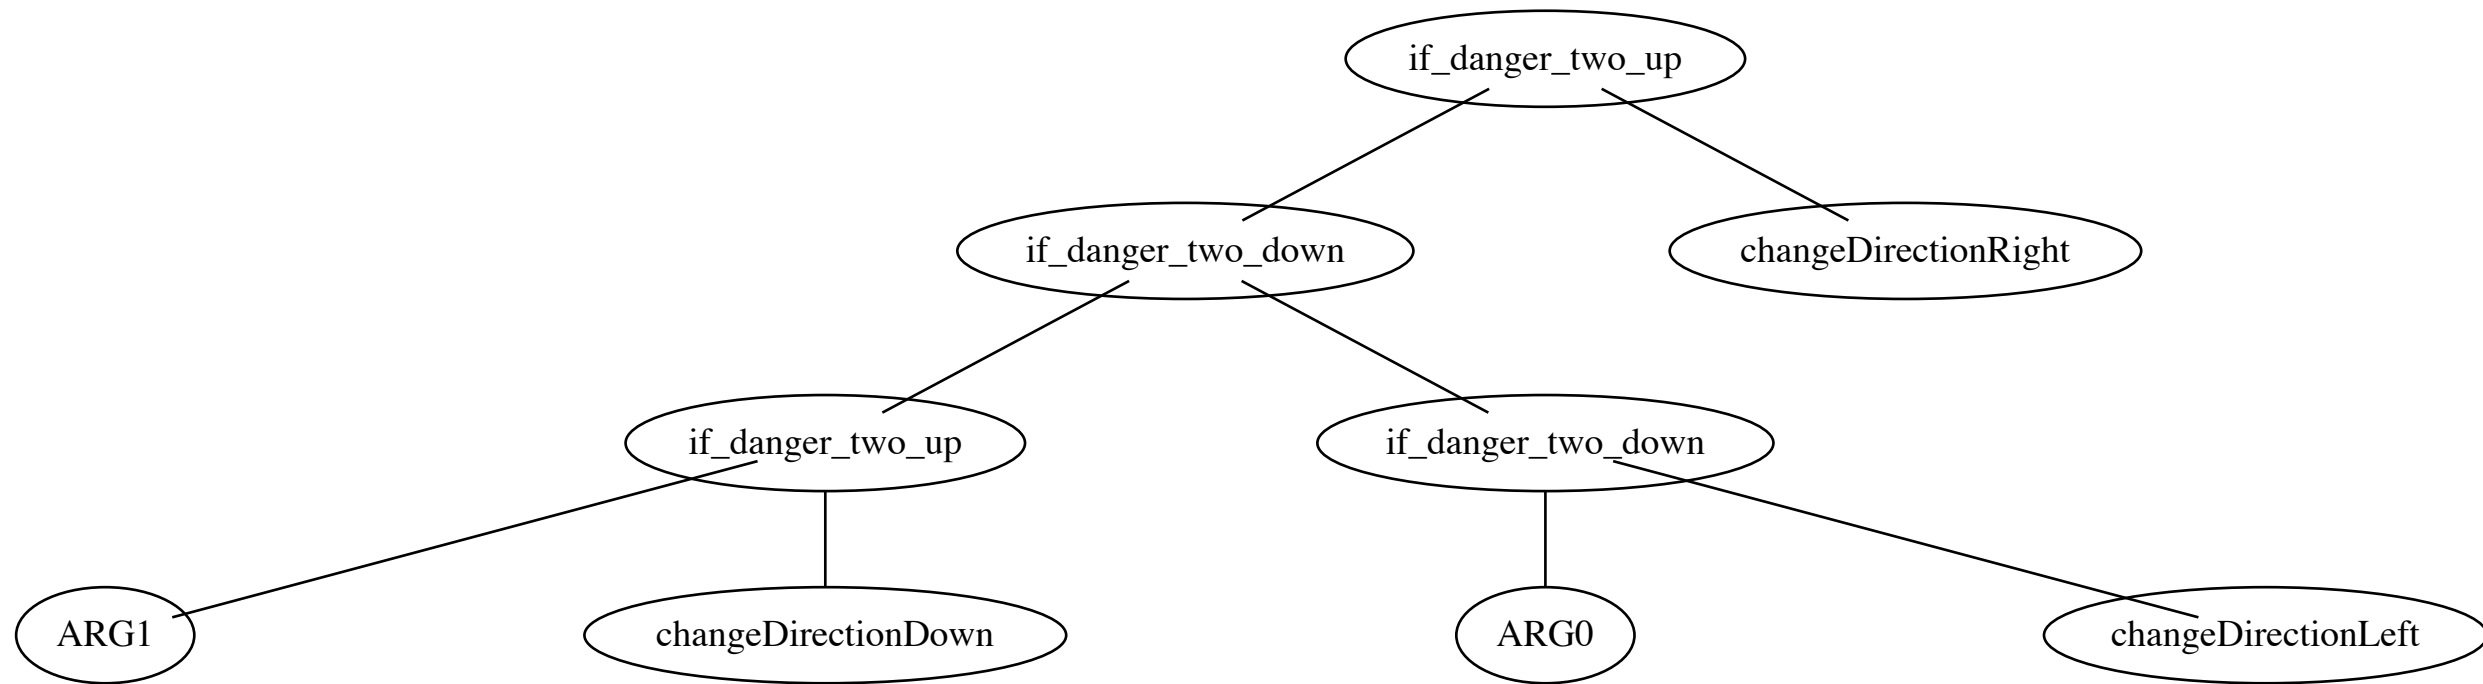 if_danger_two_up
if_danger_two_down
changeDirectionRight
if_danger_two_up
if_danger_two_down
ARG1
changeDirectionDown
ARG0
changeDirectionLeft